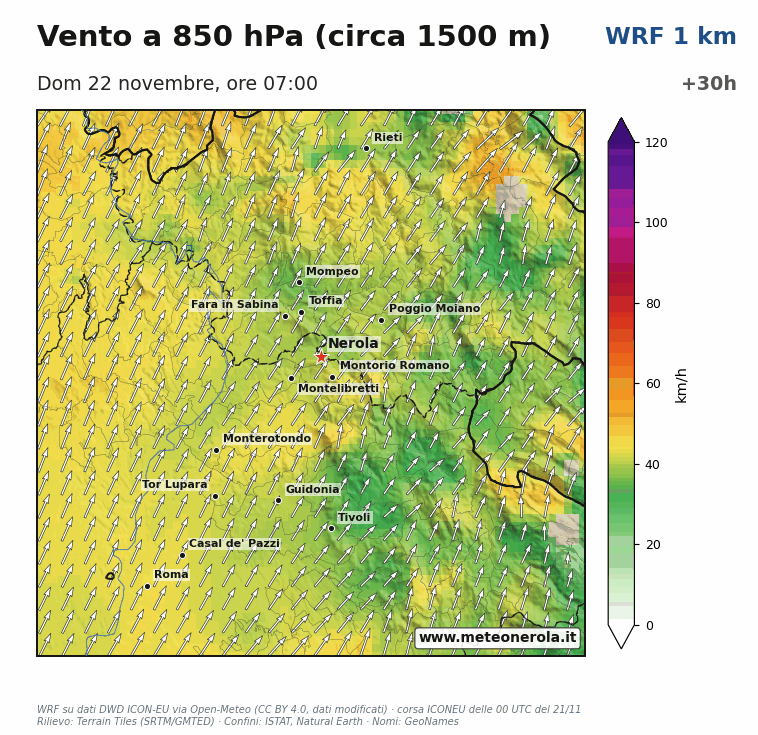 Vento a 850 hPa (circa 1500 m)
WRF 1 km
Dom 22 novembre, ore 07:00
+30h
Rieti
Mompeo
Fara in Sabina
Toffia
Poggio Moiano
Nerola
Montorio Romano
Montelibretti
Monterotondo
Tor Lupara
Guidonia
Tivoli
Casal de' Pazzi
Roma
www.meteonerola.it
120
100
80
60
40
20
0
km/h
WRF su dati DWD ICON-EU via Open-Meteo (CC BY 4.0, dati modificati) · corsa ICONEU delle 00 UTC del 21/11
Rilievo: Terrain Tiles (SRTM/GMTED) · Confini: ISTAT, Natural Earth · Nomi: GeoNames